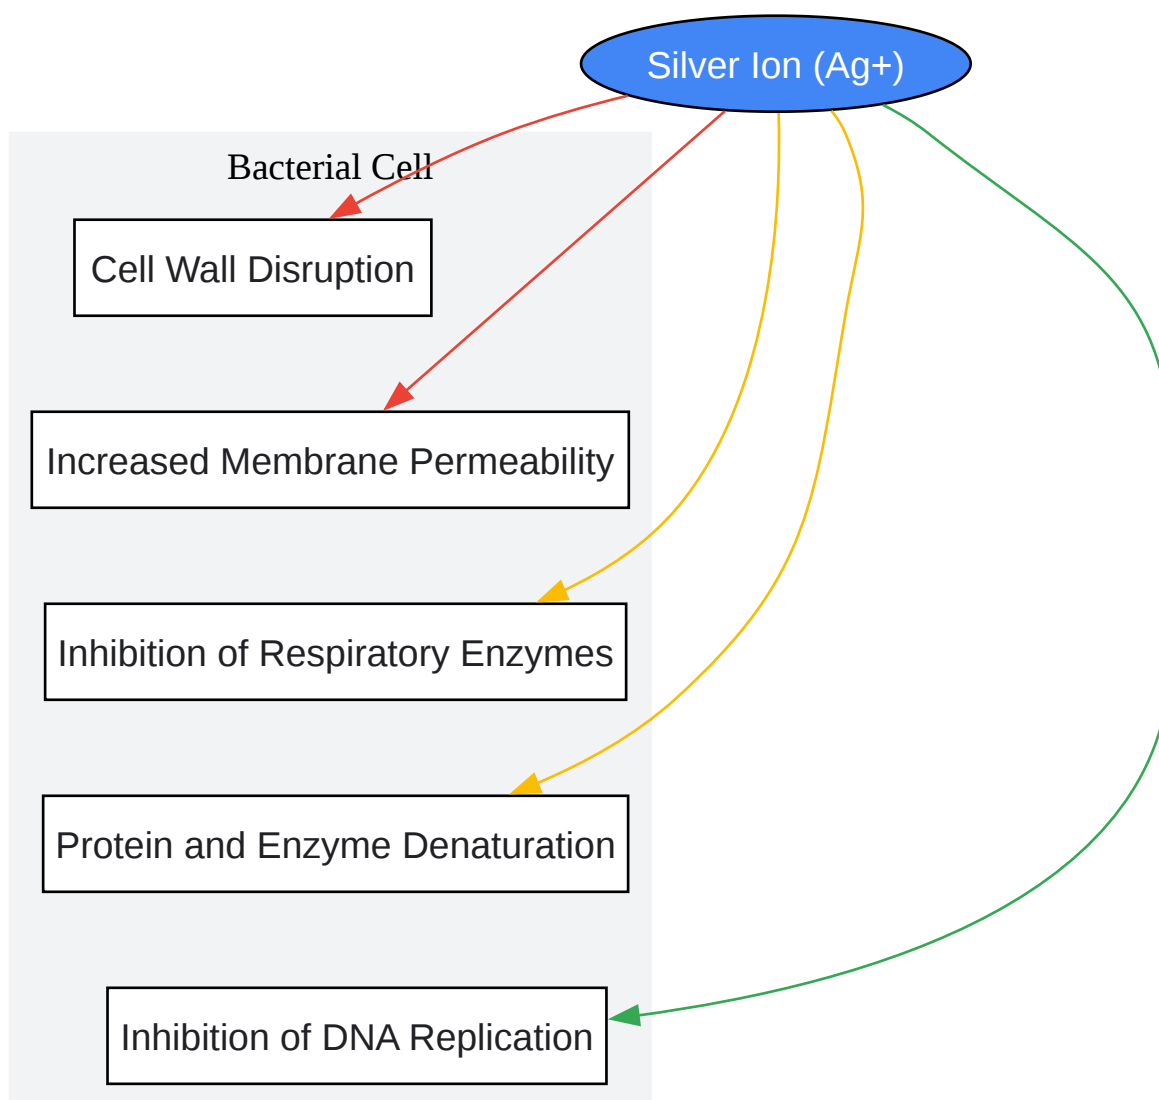 Silver Ion (Ag+)
Bacterial Cell
Cell Wall Disruption
Increased Membrane Permeability
Inhibition of Respiratory Enzymes
Protein and Enzyme Denaturation
Inhibition of DNA Replication